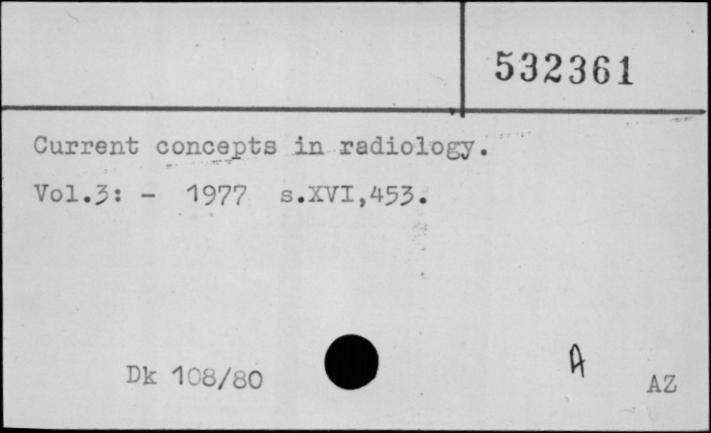 532361
Current concepts in radiology.
Vol.3: - 1977 s.XVI,453.
Dk 108/80
A
AZ